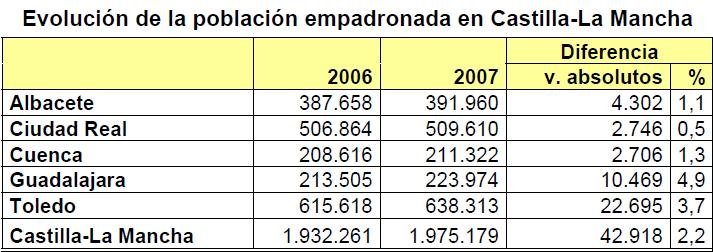 Evolución de la población empadronada en Castilla-La Mancha
Diferencia
2006 2007 v. absolutos %
Albacete 387.658 391.960 4.302 1,1
Ciudad Real 506.864 509.610 2.746 0,5
Cuenca 208.616 211.322 2.706 1,3
Guadalajara 213.505 223.974 10.469 4,9
Toledo 615.618 638.313 22.695 3,7
Castilla-La Mancha 1.932.261 1.975.179 42.918 2,2